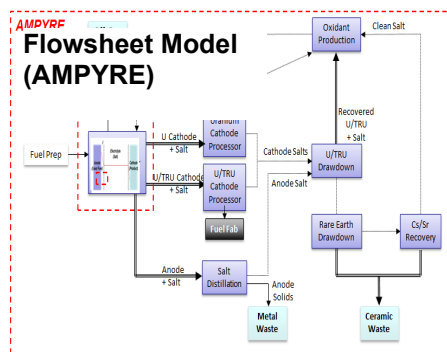 AMPYRE
Flowsheet Model
(AMPYRE)
Oxidant
Production
Clean Salt
Recovered
U/TRU
+ Salt
Fuel Prep
U Cathode
+ Salt
Uranium
Cathode
Processor
Cathode Salts
U/TRU
Drawdown
U/TRU Cathode
+ Salt
U/TRU
Cathode
Processor
Anode Salt
Fuel Fab
Rare Earth
Drawdown
Cs/Sr
Recovery
Anode
+ Salt
Salt
Distillation
Anode
Solids
Metal
Waste
Ceramic
Waste